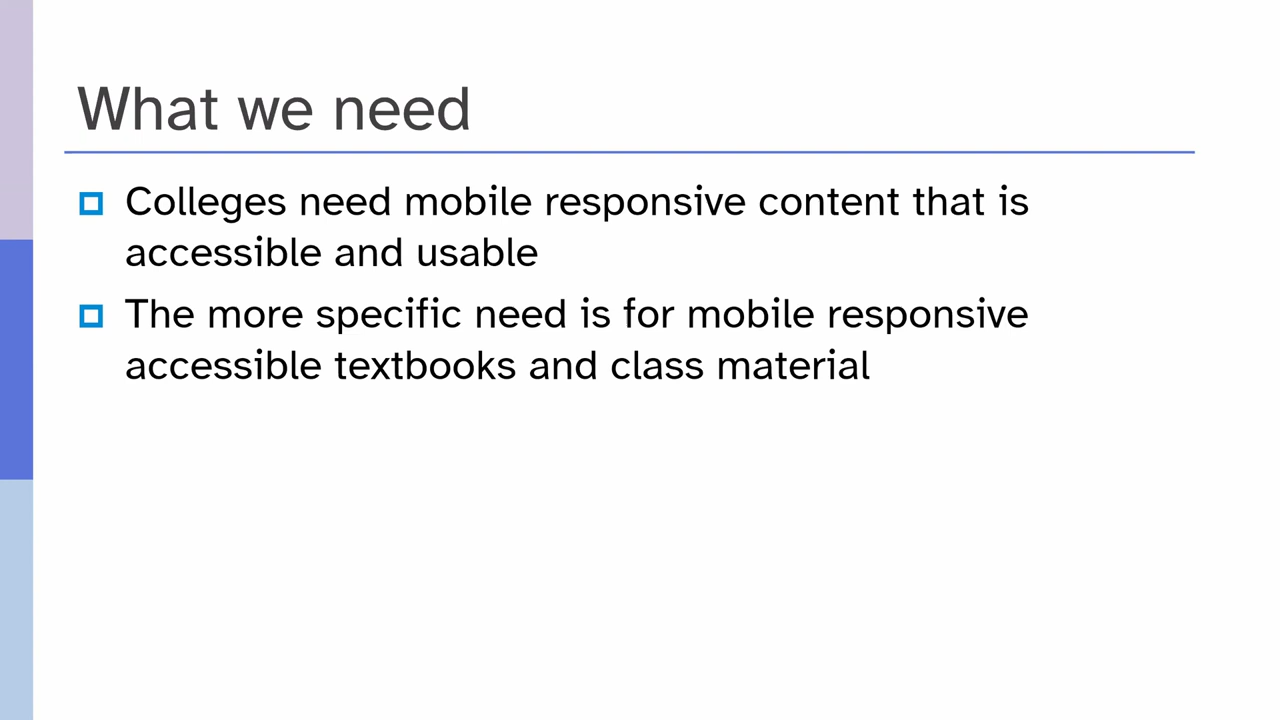 What we need
Colleges need mobile responsive content that is
accessible and usable
The more specific need is for mobile responsive
accessible textbooks and class material